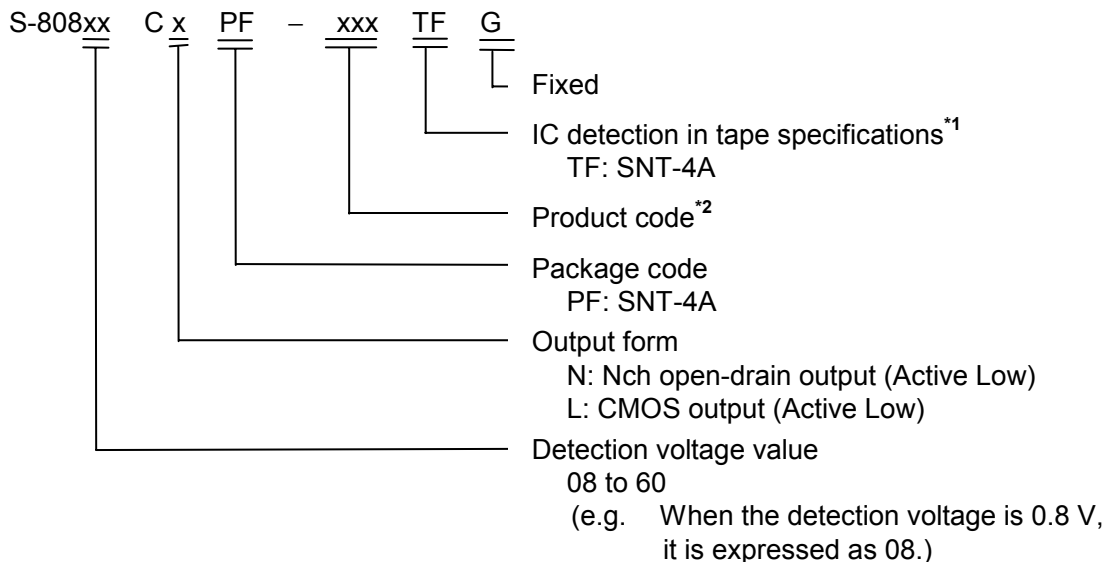 S-808xx C x PF – xxx TF G
Fixed
IC detection in tape specifications*1
TF: SNT-4A
Product code*2
Package code
PF: SNT-4A
Output form
N: Nch open-drain output (Active Low)
L: CMOS output (Active Low)
Detection voltage value
08 to 60
(e.g. When the detection voltage is 0.8 V,
it is expressed as 08.)